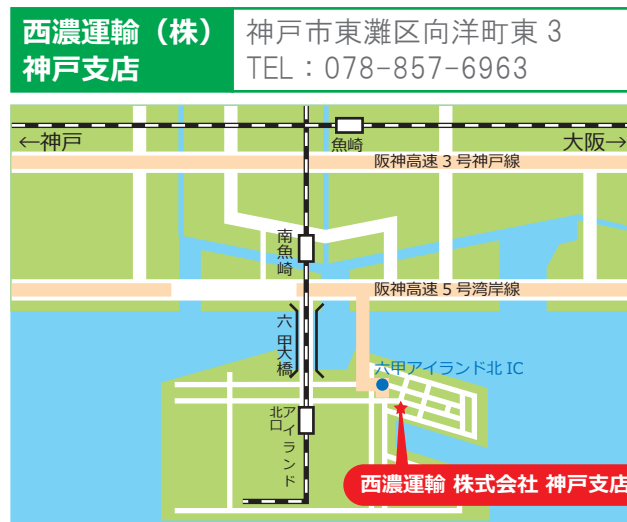 西濃運輸（株）
神戸支店
神戸市東灘区向洋町東 3
TEL：078-857-6963
←神戸
魚崎
大阪→
阪神高速 3 号神戸線
南魚崎
阪神高速 5 号湾岸線
六甲大橋
六甲アイランド北 IC
アイランド
北口
西濃運輸 株式会社 神戸支店